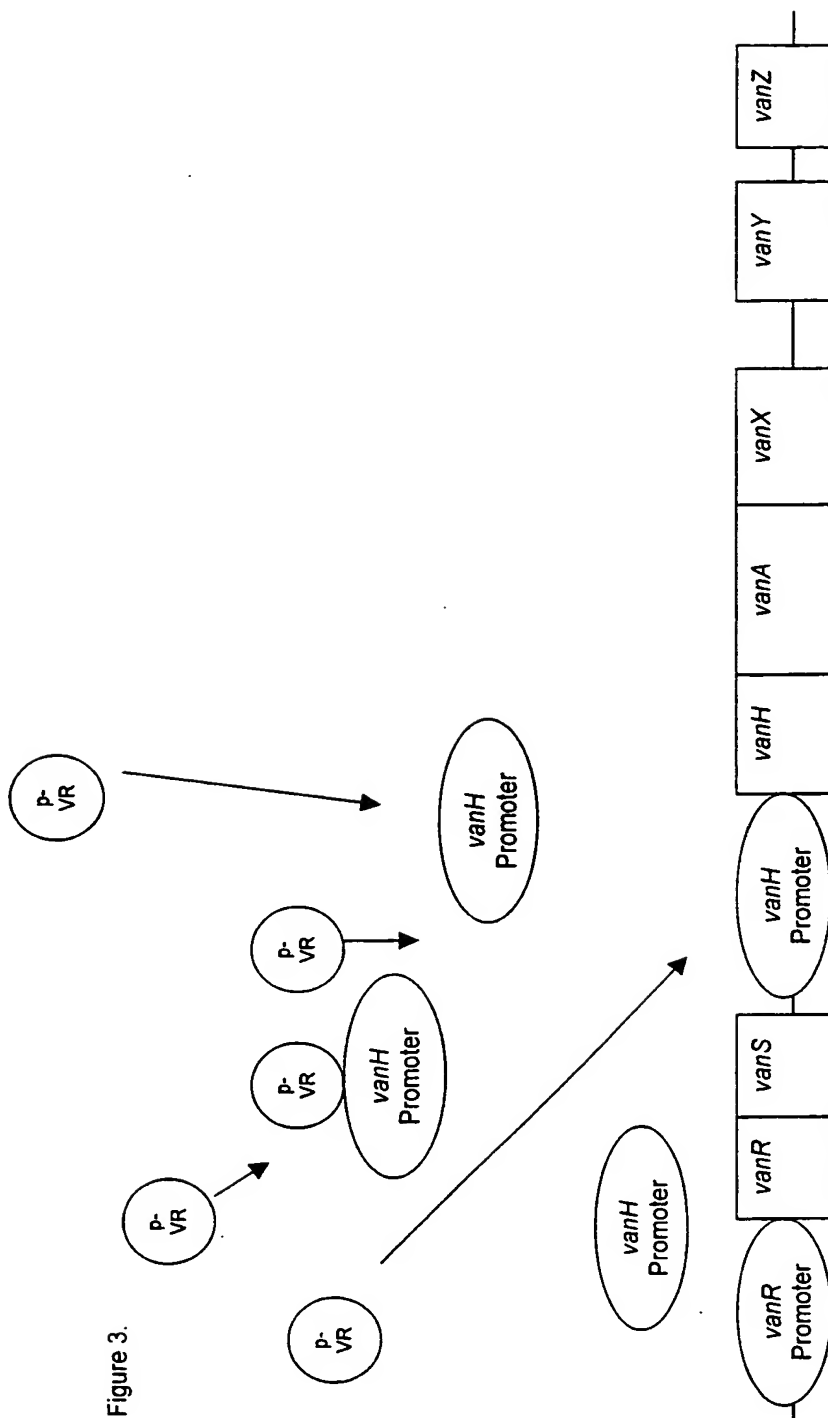 Figure 3.
p-
VR
p-
VR
p-
VR
p-
VR
p-
VR
vanH
Promoter
vanH
Promoter
vanH
Promoter
vanR
Promoter
vanR
vanS
vanH
Promoter
vanH
vanA
vanX
vanY
vanZ